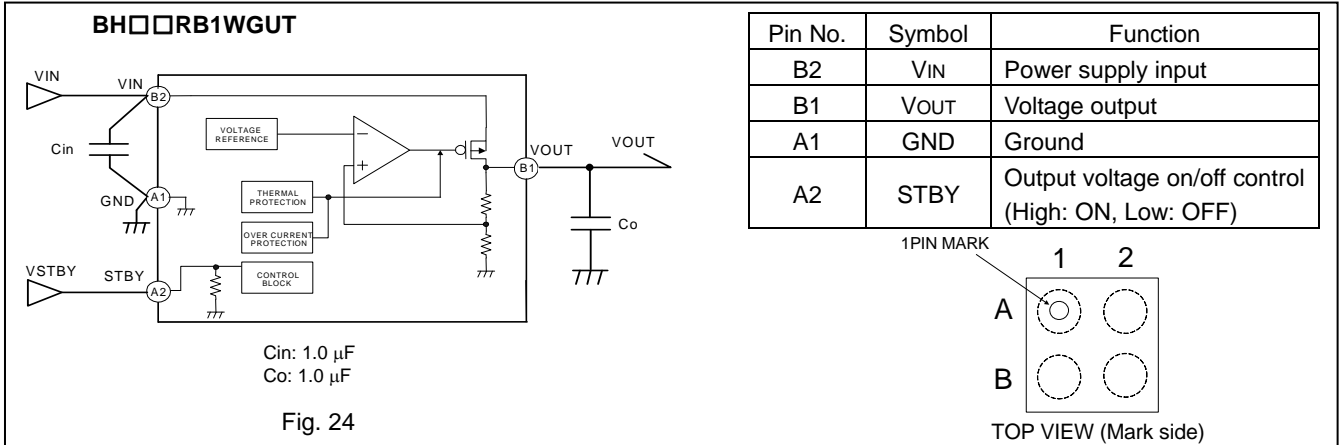 BH□□RB1WGUT
VIN
VIN
B2
Cin
VOLTAGE
REFERENCE
−
+
VOUT
VOUT
B1
GND
A1
THERMAL
PROTECTION
OVER CURRENT
PROTECTION
Co
VSTBY
STBY
A2
CONTROL
BLOCK
Cin: 1.0 μF
Co: 1.0 μF
Fig. 24
Pin No. Symbol Function
B2 VIN Power supply input
B1 VOUT Voltage output
A1 GND Ground
A2 STBY Output voltage on/off control
(High: ON, Low: OFF)
1PIN MARK
1 2
A
B
TOP VIEW (Mark side)